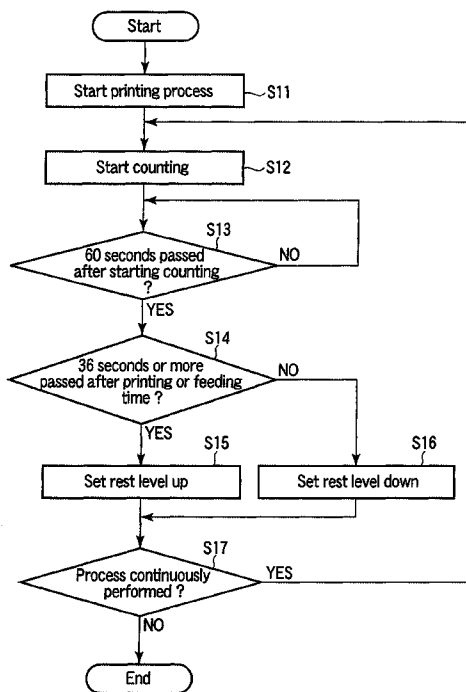 Start
Start printing process
S11
Start counting
S12
S13
60 seconds passed
after starting counting
?
NO
YES
S14
36 seconds or more
passed after printing or feeding
time ?
NO
YES
S15
Set rest level up
S16
Set rest level down
S17
Process continuously
performed ?
YES
NO
End